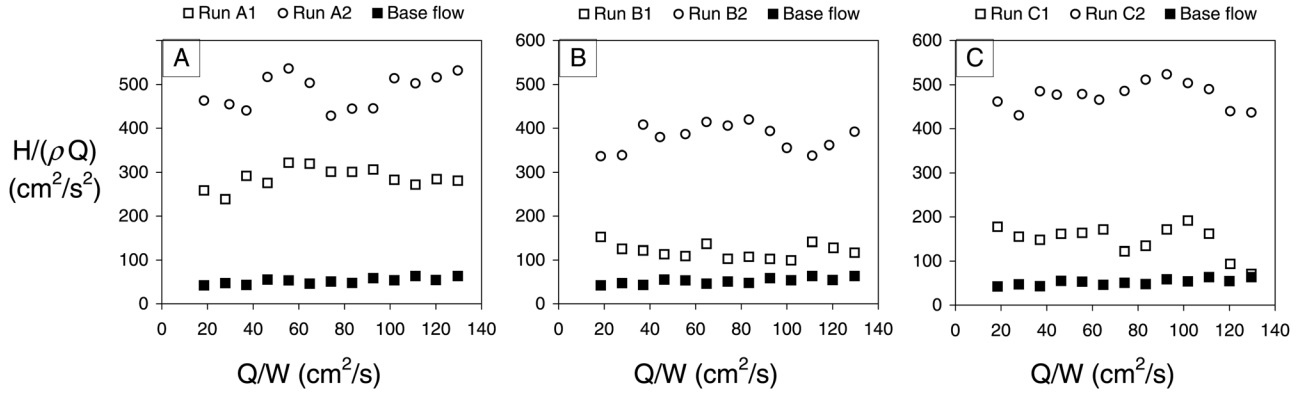 □ Run A1 ○ Run A2 ■ Base flow
□ Run B1 ○ Run B2 ■ Base flow
□ Run C1 ○ Run C2 ■ Base flow
A
500
400
300
200
100
0
0 20 40 60 80 100 120 140
H/(ρ Q)
(cm²/s²)
Q/W (cm²/s)
B
600
500
400
300
200
100
0
0 20 40 60 80 100 120 140
Q/W (cm²/s)
C
600
500
400
300
200
100
0
0 20 40 60 80 100 120 140
Q/W (cm²/s)